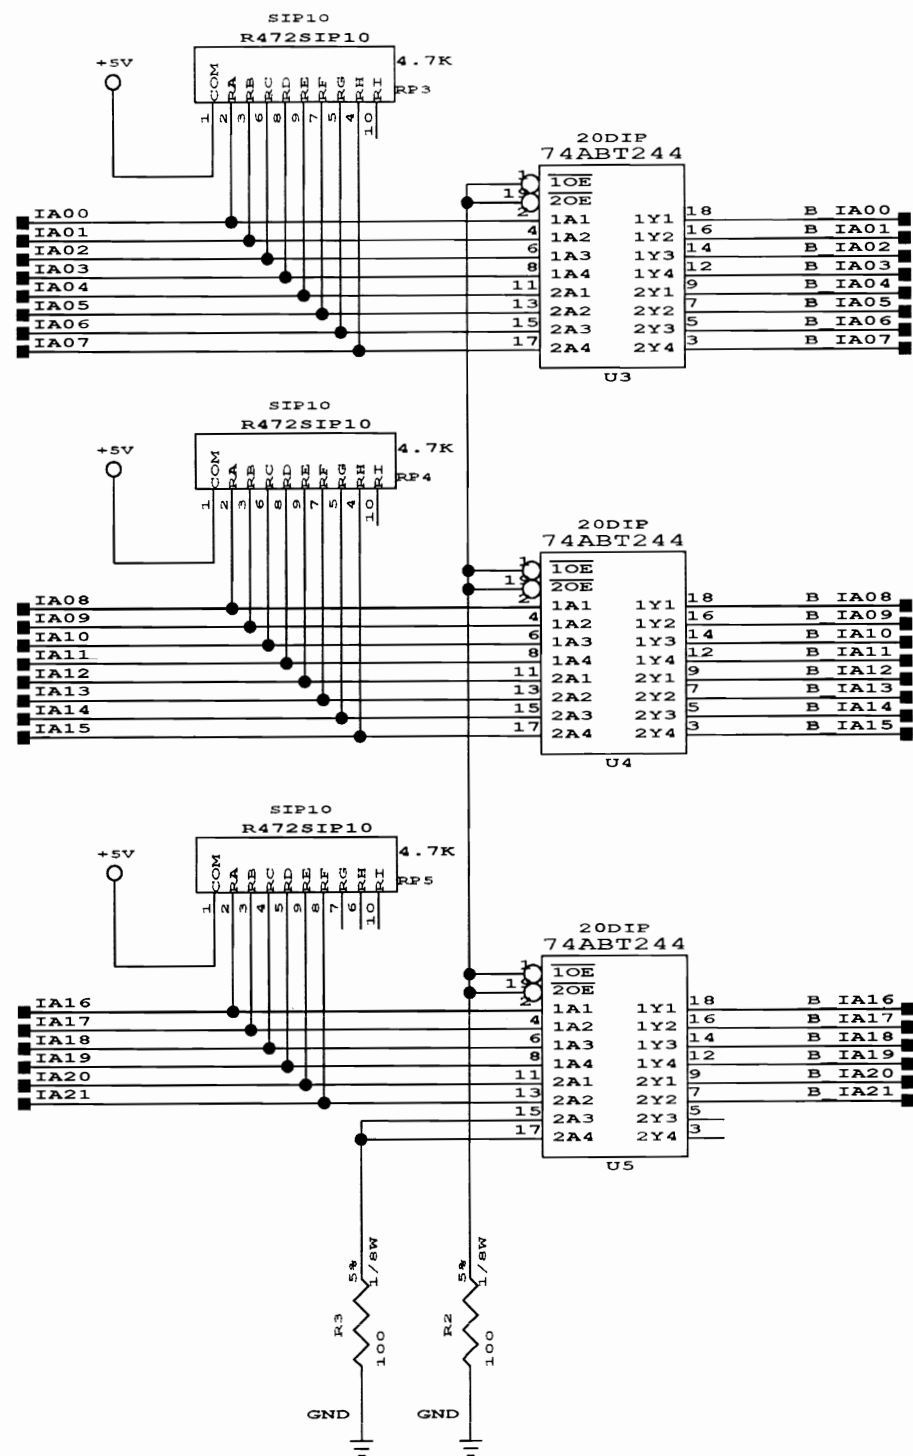 SIP10
R472SIP10
+5V
4.7K
RP3
COM RA RB RC RD RE RF RG RH RI
1 2 3 6 8 9 7 5 4 10
20DIP
74ABT244
1 1OE
19 2OE
IA00 2 1A1 1Y1 18 B_IA00
IA01 4 1A2 1Y2 16 B_IA01
IA02 6 1A3 1Y3 14 B_IA02
IA03 8 1A4 1Y4 12 B_IA03
IA04 11 2A1 2Y1 9 B_IA04
IA05 13 2A2 2Y2 7 B_IA05
IA06 15 2A3 2Y3 5 B_IA06
IA07 17 2A4 2Y4 3 B_IA07
U3
SIP10
R472SIP10
+5V
4.7K
RP4
COM RA RB RC RD RE RF RG RH RI
1 2 3 6 8 9 7 5 4 10
20DIP
74ABT244
1 1OE
19 2OE
IA08 2 1A1 1Y1 18 B_IA08
IA09 4 1A2 1Y2 16 B_IA09
IA10 6 1A3 1Y3 14 B_IA10
IA11 8 1A4 1Y4 12 B_IA11
IA12 11 2A1 2Y1 9 B_IA12
IA13 13 2A2 2Y2 7 B_IA13
IA14 15 2A3 2Y3 5 B_IA14
IA15 17 2A4 2Y4 3 B_IA15
U4
SIP10
R472SIP10
+5V
4.7K
RP5
COM RA RB RC RD RE RF RG RH RI
1 2 3 4 5 9 8 7 6 10
20DIP
74ABT244
1 1OE
19 2OE
IA16 2 1A1 1Y1 18 B_IA16
IA17 4 1A2 1Y2 16 B_IA17
IA18 6 1A3 1Y3 14 B_IA18
IA19 8 1A4 1Y4 12 B_IA19
IA20 11 2A1 2Y1 9 B_IA20
IA21 13 2A2 2Y2 7 B_IA21
15 2A3 2Y3 5
17 2A4 2Y4 3
U5
5% 1/8W
R3 100
GND
5% 1/8W
R2 100
GND